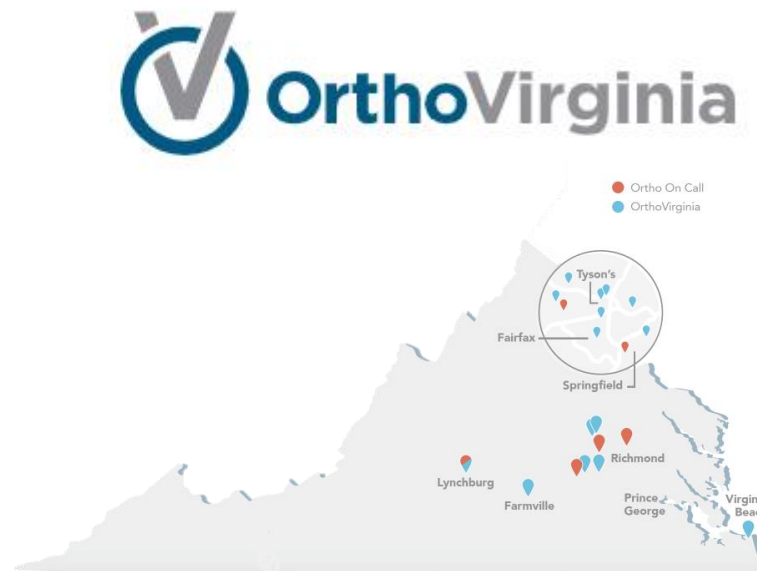 OrthoVirginia
Ortho On Call
OrthoVirginia
Tyson's
Fairfax
Springfield
Richmond
Lynchburg
Farmville
Prince
George